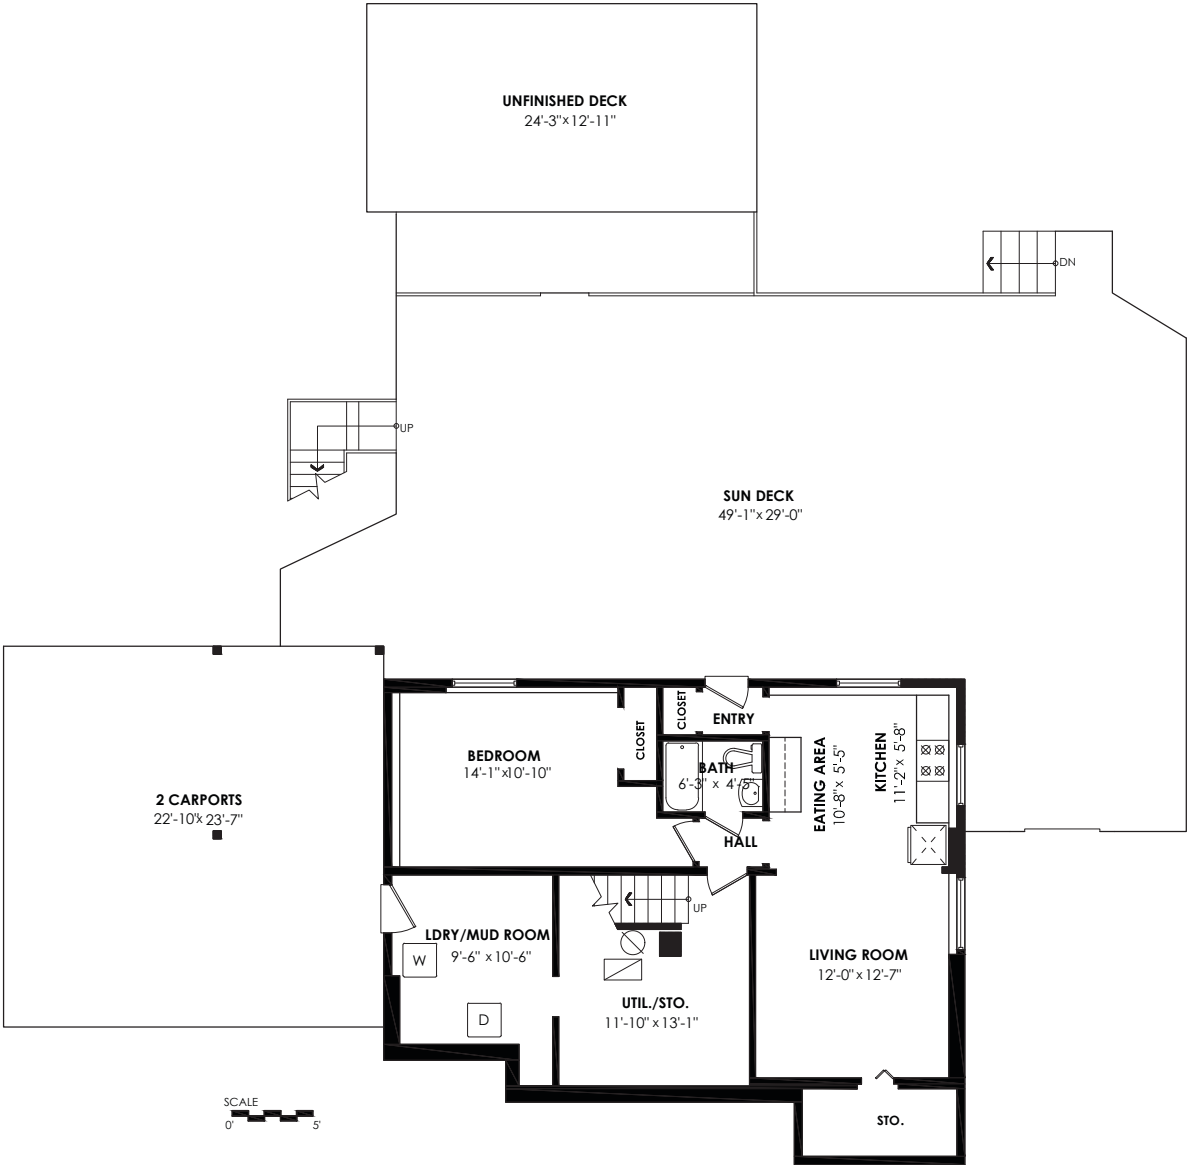 UNFINISHED DECK
24'-3" x 12'-11"
DN
UP
SUN DECK
49'-1" x 29'-0"
CLOSET
ENTRY
CLOSET
BEDROOM
14'-1" x 10'-10"
BATH
6'-3" x 4'-5"
EATING AREA
10'-8" x 5'-5"
KITCHEN
11'-2" x 5'-8"
2 CARPORTS
22'-10" x 23'-7"
HALL
UP
LDRY/MUD ROOM
9'-6" x 10'-6"
W
LIVING ROOM
12'-0" x 12'-7"
UTIL./STO.
11'-10" x 13'-1"
D
SCALE
0' 5'
STO.